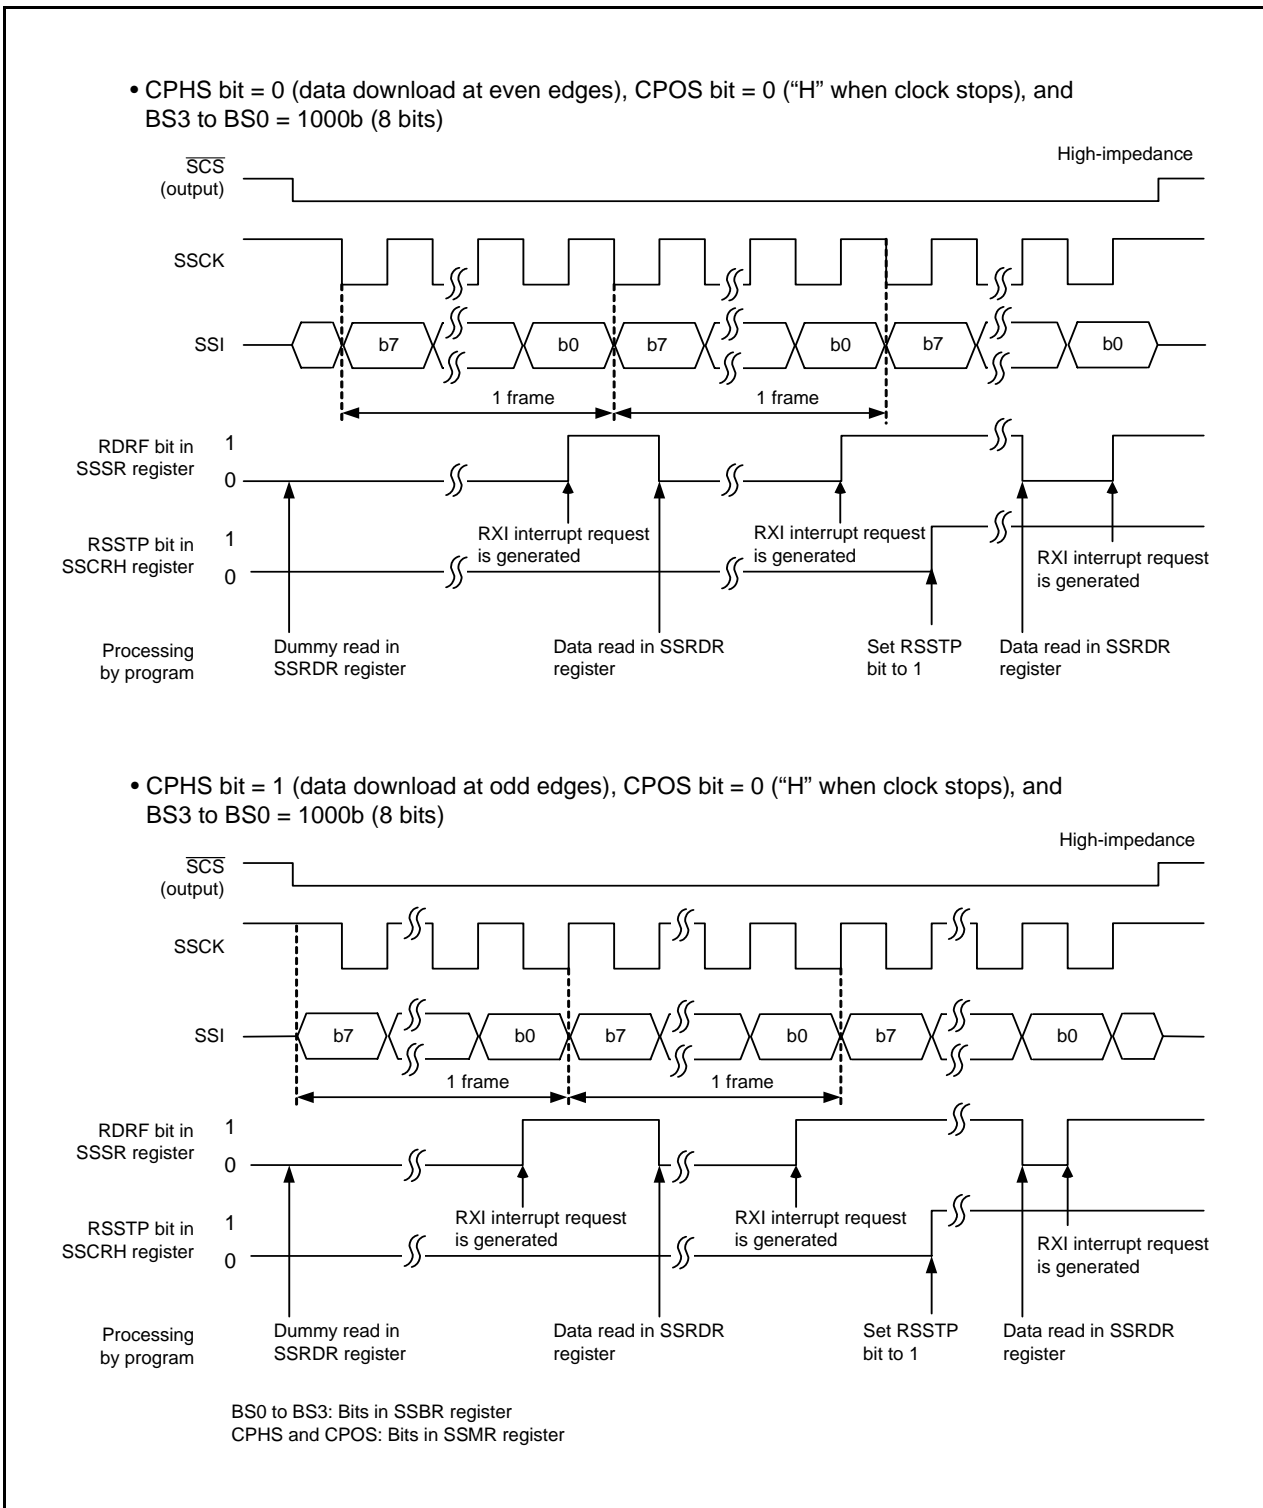 • CPHS bit = 0 (data download at even edges), CPOS bit = 0 (“H” when clock stops), and
BS3 to BS0 = 1000b (8 bits)
High-impedance
SCS
(output)
SSCK
SSI
b7
b0
b7
b0
b7
b0
1 frame
1 frame
RDRF bit in
SSSR register
1
0
RXI interrupt request
is generated
RXI interrupt request
is generated
RXI interrupt request
is generated
RSSTP bit in
SSCRH register
1
0
Processing
by program
Dummy read in
SSRDR register
Data read in SSRDR
register
Set RSSTP
bit to 1
Data read in SSRDR
register
• CPHS bit = 1 (data download at odd edges), CPOS bit = 0 (“H” when clock stops), and
BS3 to BS0 = 1000b (8 bits)
High-impedance
SCS
(output)
SSCK
SSI
b7
b0
b7
b0
b7
b0
1 frame
1 frame
RDRF bit in
SSSR register
1
0
RXI interrupt request
is generated
RXI interrupt request
is generated
RXI interrupt request
is generated
RSSTP bit in
SSCRH register
1
0
Processing
by program
Dummy read in
SSRDR register
Data read in SSRDR
register
Set RSSTP
bit to 1
Data read in SSRDR
register
BS0 to BS3: Bits in SSBR register
CPHS and CPOS: Bits in SSMR register